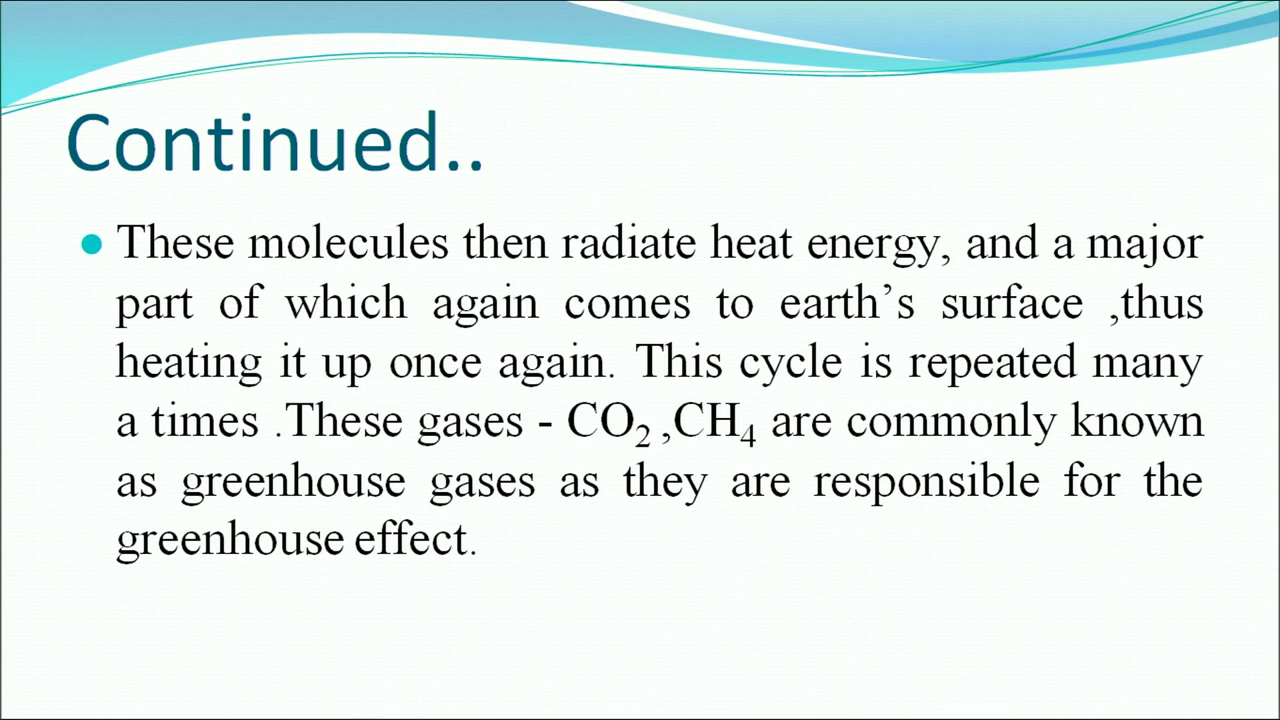 Continued..
● These molecules then radiate heat energy, and a major
part of which again comes to earth’s surface ,thus
heating it up once again. This cycle is repeated many
a times .These gases - CO₂ ,CH₄ are commonly known
as greenhouse gases as they are responsible for the
greenhouse effect.